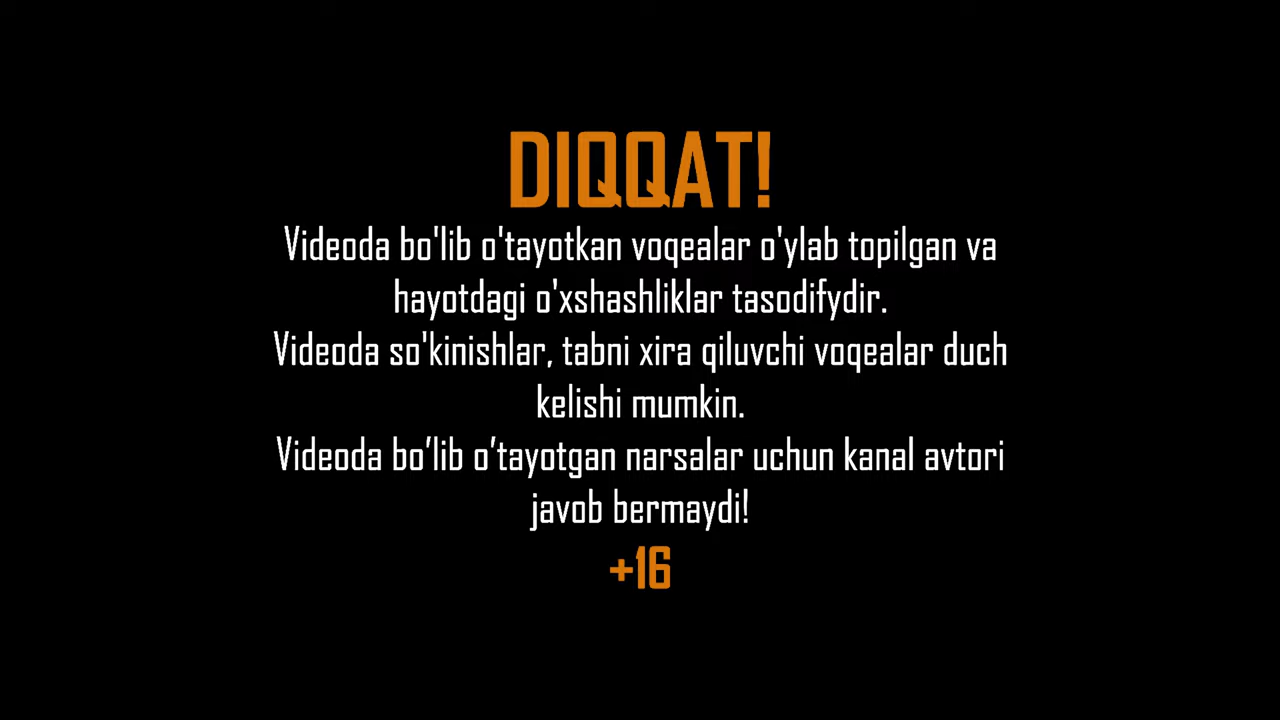 DIQQAT!
Videoda bo'lib o'tayotkan voqealar o'ylab topilgan va
hayotdagi o'xshashliklar tasodifydir.
Videoda so'kinishlar, tabni xira qiluvchi voqealar duch
kelishi mumkin.
Videoda bo’lib o’tayotgan narsalar uchun kanal avtori
javob bermaydi!
+16